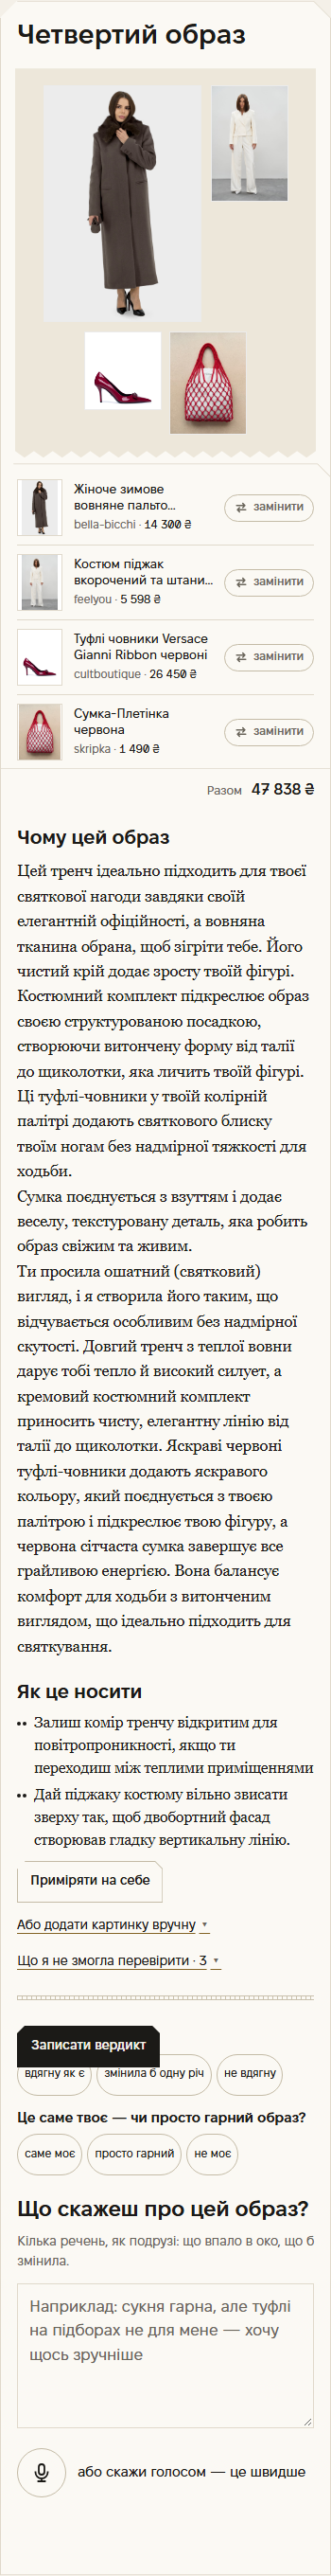 Четвертий образ
Жіноче зимове
вовняне пальто...
bella-bicchi · 14 300 ₴
замінити
Костюм піджак
вкорочений та штани...
feelyou · 5 598 ₴
замінити
Туфлі човники Versace
Gianni Ribbon червоні
cultboutique · 26 450 ₴
замінити
Сумка-Плетінка
червона
skripka · 1 490 ₴
замінити
Разом 47 838 ₴
Чому цей образ
Цей тренч ідеально підходить для твоєї
святкової нагоди завдяки своїй
елегантній офіційності, а вовняна
тканина обрана, щоб зігріти тебе. Його
чистий крій додає зросту твоїй фігурі.
Костюмний комплект підкреслює образ
своєю структурованою посадкою,
створюючи витончену форму від талії
до щиколотки, яка личить твоїй фігурі.
Ці туфлі-човники у твоїй колірній
палітрі додають святкового блиску
твоїм ногам без надмірної тяжкості для
ходьби.
Сумка поєднується з взуттям і додає
веселу, текстуровану деталь, яка робить
образ свіжим та живим.
Ти просила ошатний (святковий)
вигляд, і я створила його таким, що
відчувається особливим без надмірної
скутості. Довгий тренч з теплої вовни
дарує тобі тепло й високий силует, а
кремовий костюмний комплект
приносить чисту, елегантну лінію від
талії до щиколотки. Яскраві червоні
туфлі-човники додають яскравого
кольору, який поєднується з твоєю
палітрою і підкреслює твою фігуру, а
червона сітчаста сумка завершує все
грайливою енергією. Вона балансує
комфорт для ходьби з витонченим
виглядом, що ідеально підходить для
святкування.
Як це носити
Залиш комір тренчу відкритим для
повітропроникності, якщо ти
переходиш між теплими приміщеннями
Дай піджаку костюму вільно звисати
зверху так, щоб двобортний фасад
створював гладку вертикальну лінію.
Приміряти на себе
Або додати картинку вручну
Що я не змогла перевірити · 3
Записати вердикт
вдягну як є
змінила б одну річ
не вдягну
Це саме твоє — чи просто гарний образ?
саме моє
просто гарний
не моє
Що скажеш про цей образ?
Кілька речень, як подрузі: що впало в око, що б
змінила.
Наприклад: сукня гарна, але туфлі
на підборах не для мене — хочу
щось зручніше
або скажи голосом — це швидше